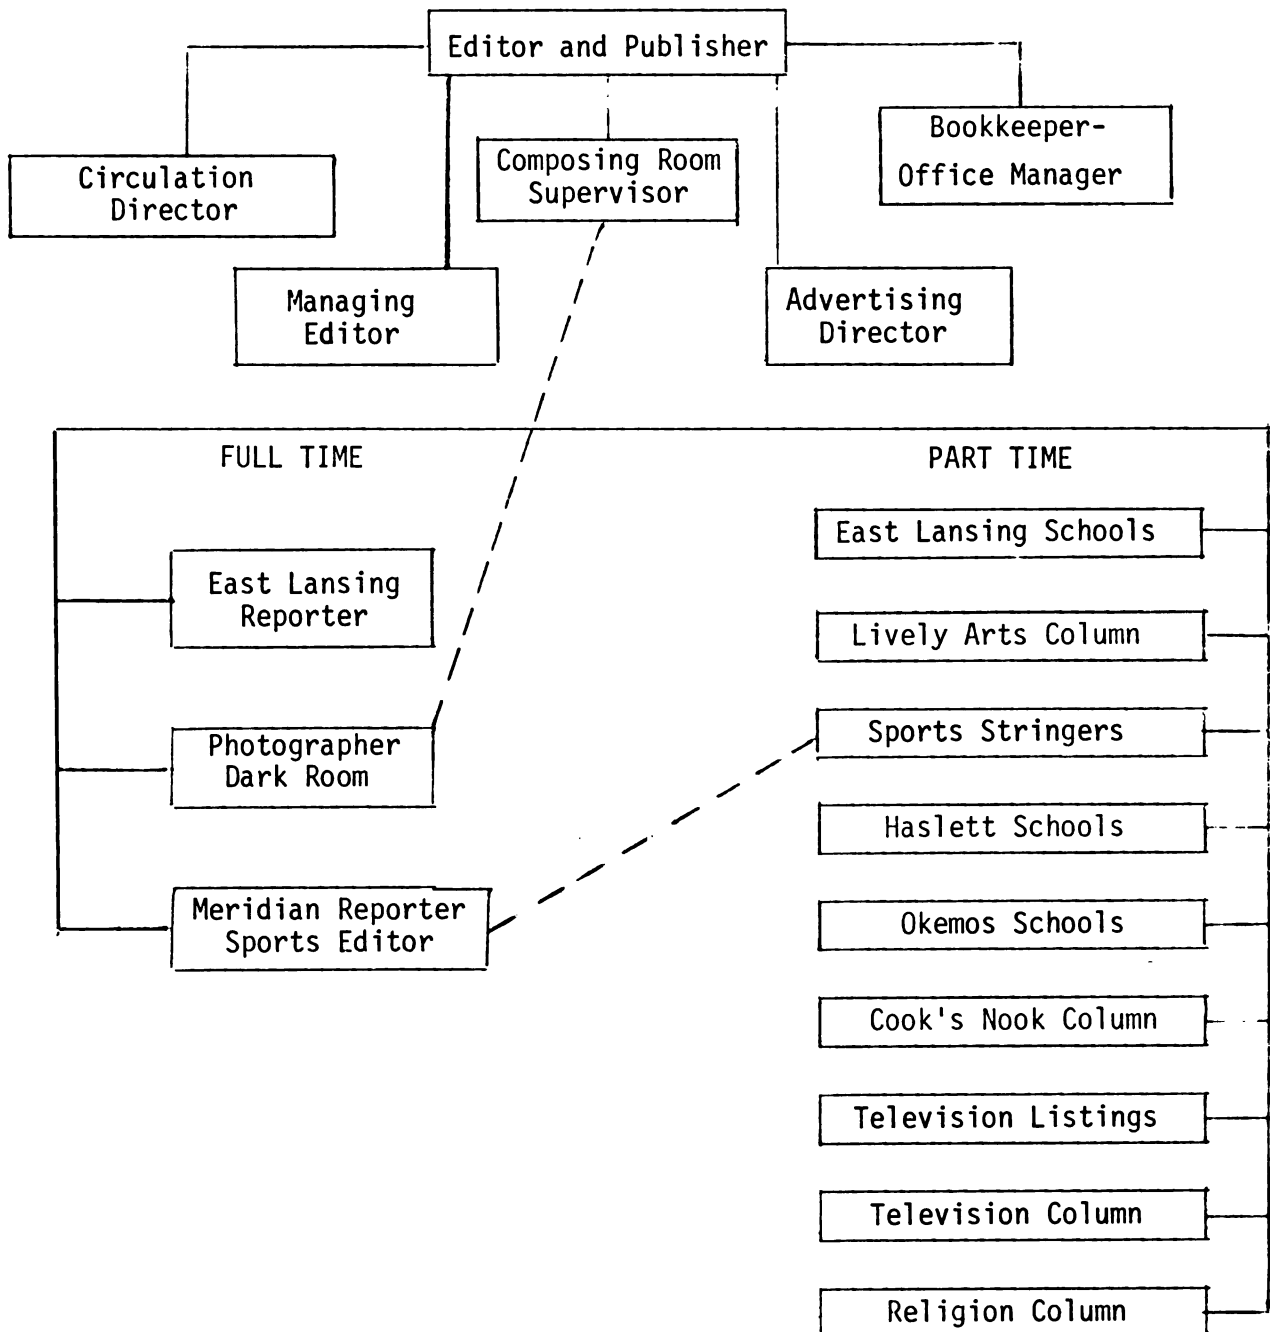 Editor and Publisher
Bookkeeper-
Office Manager
Composing Room
Supervisor
Circulation
Director
Managing
Editor
Advertising
Director
FULL TIME
PART TIME
East Lansing
Reporter
Photographer
Dark Room
Meridian Reporter
Sports Editor
East Lansing Schools
Lively Arts Column
Sports Stringers
Haslett Schools
Okemos Schools
Cook's Nook Column
Television Listings
Television Column
Religion Column